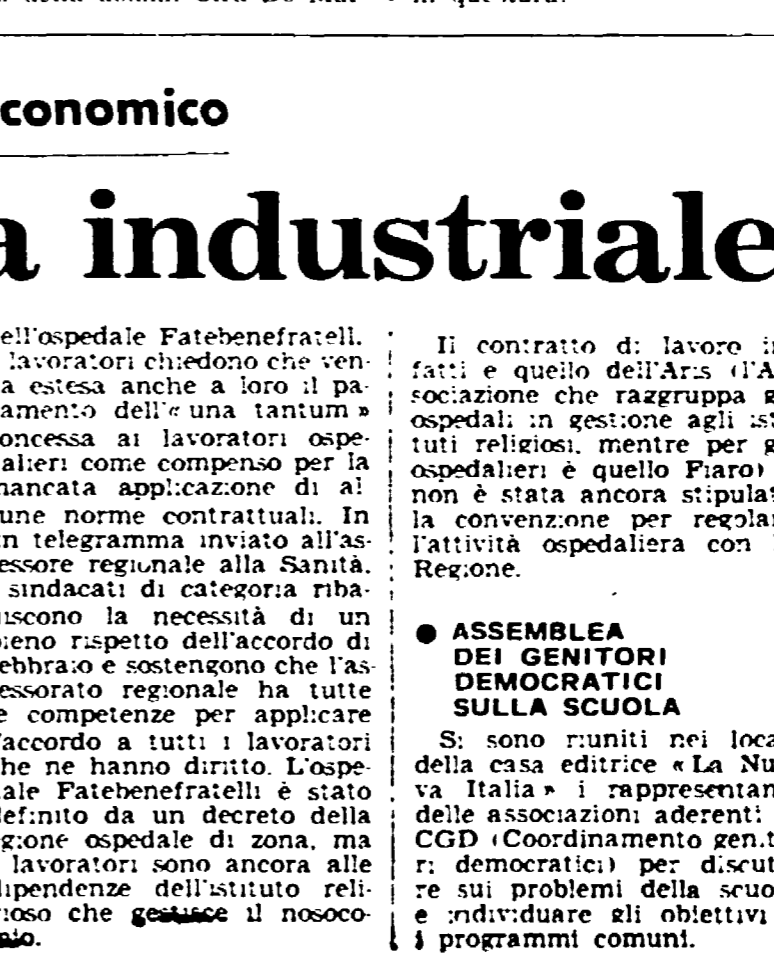 conomico
a industriale
ell'ospedale Fatebenefratelli.
lavoratori chiedono che ven-
a estesa anche a loro il pa-
amento dell'« una tantum »
oncessa ai lavoratori ospe-
alieri come compenso per la
mancata applicazione di al
une norme contrattuali. In
n telegramma inviato all'as-
essore regionale alla Sanità.
sindacati di categoria riba-
iscono la necessità di un
pieno rispetto dell'accordo di
ebbraio e sostengono che l'as-
essorato regionale ha tutte
e competenze per applicare
'accordo a tutti i lavoratori
he ne hanno diritto. L'ospe-
ale Fatebenefratelli è stato
definito da un decreto della
gione ospedale di zona, ma
lavoratori sono ancora alle
dipendenze dell'istituto reli-
ioso che gestisce il nosoco-
mio.
Il contratto di lavoro in
fatti e quello dell'Aris (l'A
sociazione che raggruppa g
ospedali in gestione agli ist
tuti religiosi, mentre per g
ospedalieri è quello Fiaro)
non è stata ancora stipulat
la convenzione per regolar
l'attività ospedaliera con
Regione.
● ASSEMBLEA
DEI GENITORI
DEMOCRATICI
SULLA SCUOLA
Si sono riuniti nei loca
della casa editrice « La Nu
va Italia » i rappresentan
delle associazioni aderenti
CGD (Coordinamento genit
ri democratici) per discut
re sui problemi della scuo
e individuare gli obiettivi
i programmi comuni.